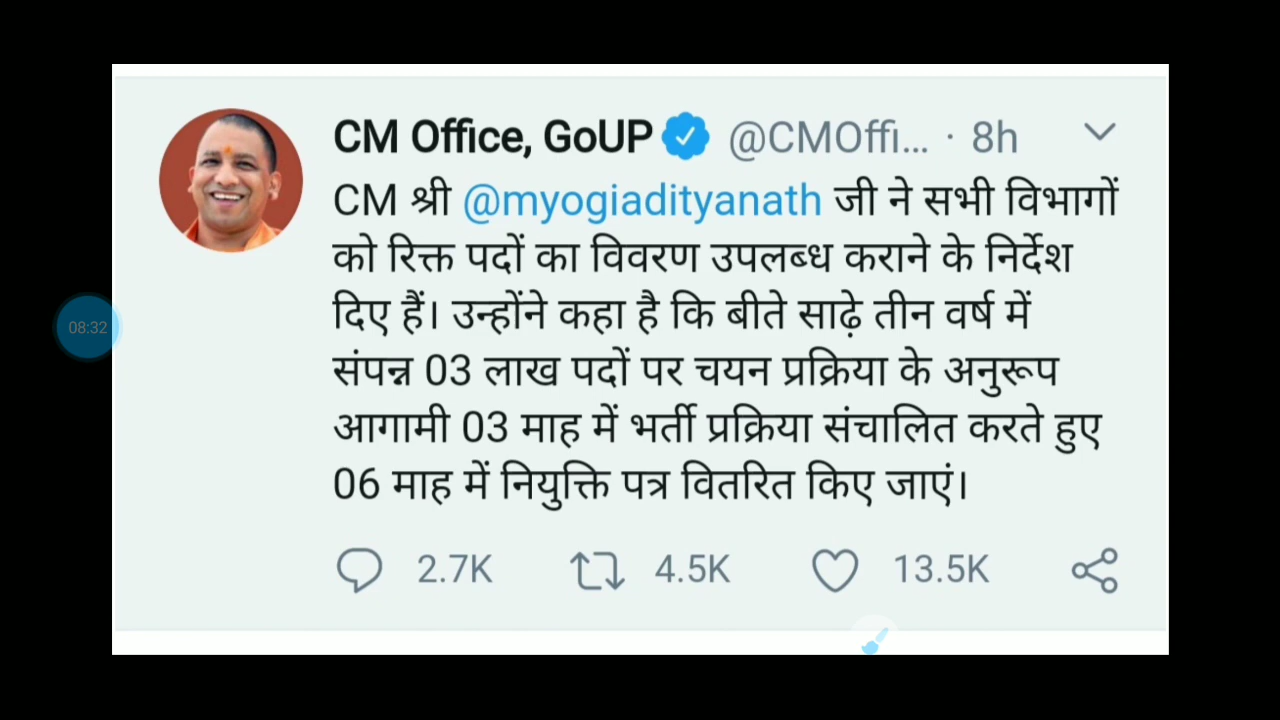 CM Office, GoUP @CMOffi... · 8h
CM श्री @myogiadityanath जी ने सभी विभागों
को रिक्त पदों का विवरण उपलब्ध कराने के निर्देश
दिए हैं। उन्होंने कहा है कि बीते साढ़े तीन वर्ष में
संपन्न 03 लाख पदों पर चयन प्रक्रिया के अनुरूप
आगामी 03 माह में भर्ती प्रक्रिया संचालित करते हुए
06 माह में नियुक्ति पत्र वितरित किए जाएं।
2.7K 4.5K 13.5K
08:32